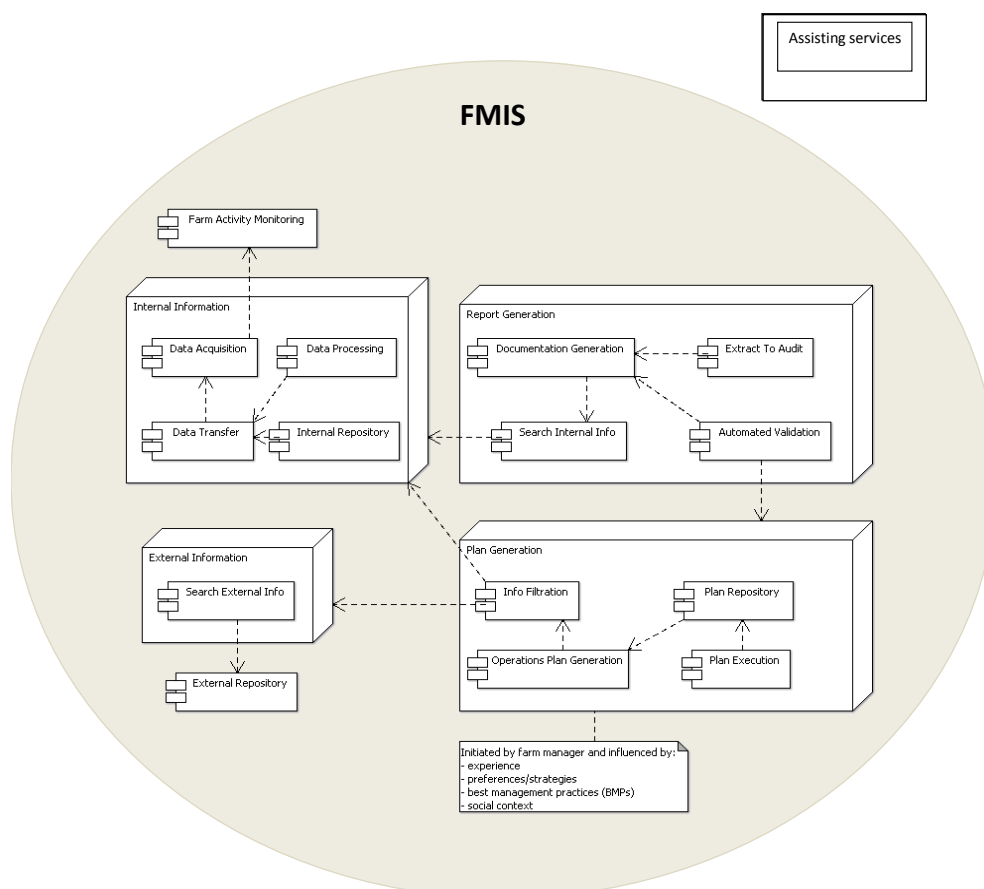 Assisting services
FMIS
Farm Activity Monitoring
Internal Information
Data Acquisition
Data Processing
Data Transfer
Internal Repository
Report Generation
Documentation Generation
Extract To Audit
Search Internal Info
Automated Validation
External Information
Search External Info
External Repository
Plan Generation
Info Filtration
Plan Repository
Operations Plan Generation
Plan Execution
Initiated by farm manager and influenced by:
- experience
- preferences/strategies
- best management practices (BMPs)
- social context